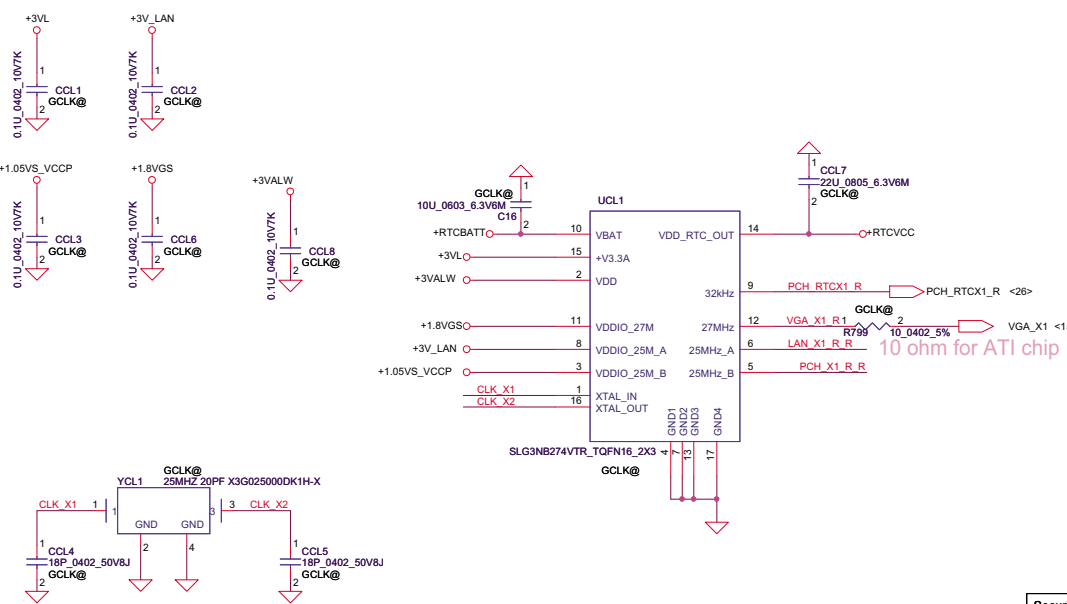 +3VL
+3V_LAN
0.1U_0402_10V7K
1
CCL1
GCLK@
2
0.1U_0402_10V7K
1
CCL2
GCLK@
2
+1.05VS_VCCP
+1.8VGS
+3VALW
0.1U_0402_10V7K
1
CCL3
GCLK@
2
0.1U_0402_10V7K
1
CCL6
GCLK@
2
0.1U_0402_10V7K
1
CCL8
GCLK@
2
1
GCLK@
10U_0603_6.3V6M
C16
2
1
CCL7
22U_0805_6.3V6M
GCLK@
2
UCL1
+RTCBATT 10 VBAT VDD_RTC_OUT 14 +RTCVCC
+3VL 15 +V3.3A
+3VALW 2 VDD
32kHz 9 PCH_RTCX1_R PCH_RTCX1_R <26>
GCLK@
+1.8VGS 11 VDDIO_27M 27MHz 12 VGA_X1_R 1 2 VGA_X1
R799 10_0402_5%
+3V_LAN 8 VDDIO_25M_A 25MHz_A 6 LAN_X1_R_R
10 ohm for ATI chip
+1.05VS_VCCP 3 VDDIO_25M_B 25MHz_B 5 PCH_X1_R_R
CLK_X1 1 XTAL_IN
CLK_X2 16 XTAL_OUT
GND1 GND2 GND3 GND4
4 7 13 17
SLG3NB274VTR_TQFN16_2X3
GCLK@
GCLK@
YCL1 25MHZ 20PF X3G025000DK1H-X
CLK_X1 1 1 3 3 CLK_X2
GND GND
2 4
1
CCL4
18P_0402_50V8J
GCLK@
2
1
CCL5
18P_0402_50V8J
GCLK@
2